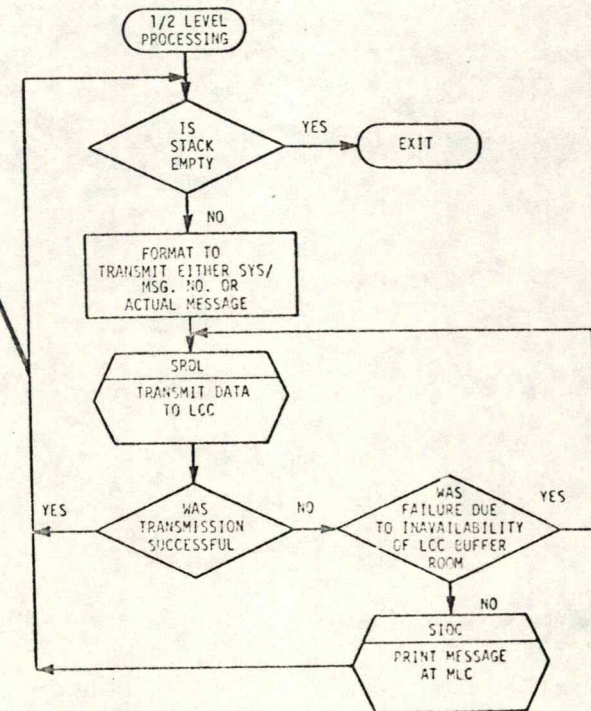 1/2 LEVEL
PROCESSING
IS
STACK
EMPTY
YES
EXIT
NO
FORMAT TO
TRANSMIT EITHER SYS/
MSG. NO. OR
ACTUAL MESSAGE
SRDL
TRANSMIT DATA
TO LCC
YES
WAS
TRANSMISSION
SUCCESSFUL
NO
WAS
FAILURE DUE
TO INAVAILABILITY
OF LCC BUFFER
ROOM
YES
NO
SIOC
PRINT MESSAGE
AT MLC